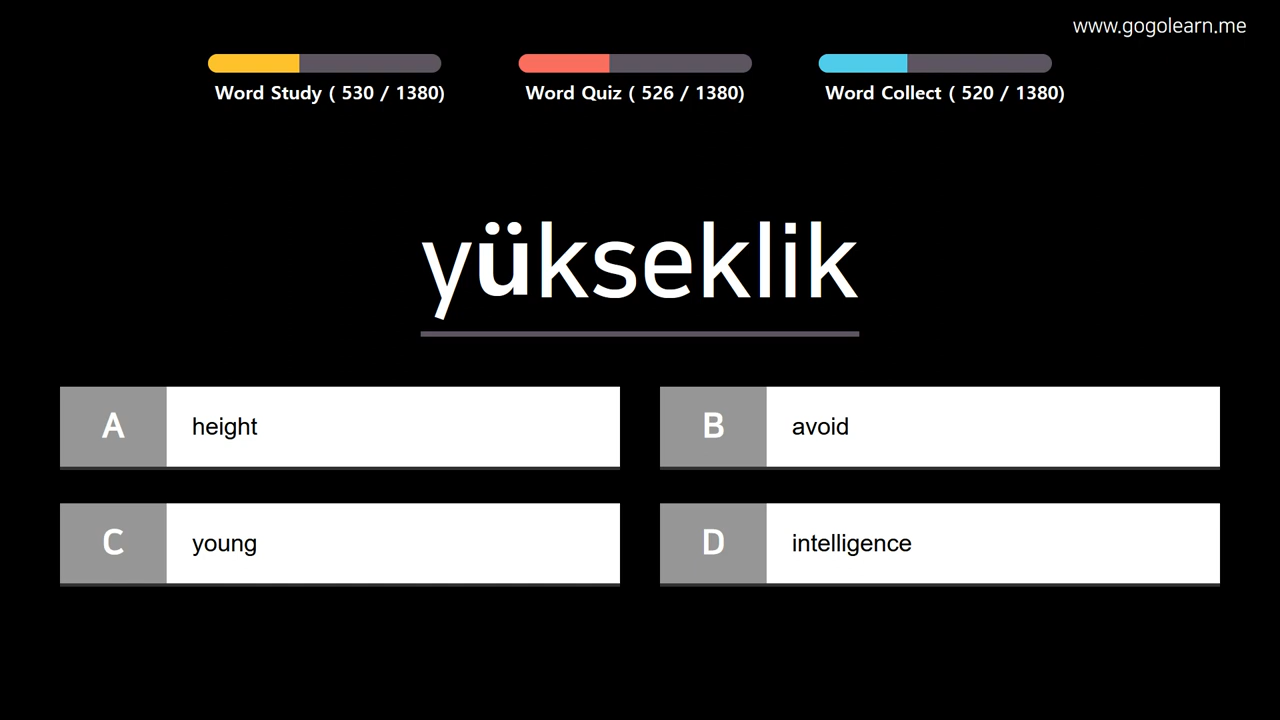 www.gogolearn.me
Word Study ( 530 / 1380)
Word Quiz ( 526 / 1380)
Word Collect ( 520 / 1380)
yükseklik
A height
B avoid
C young
D intelligence